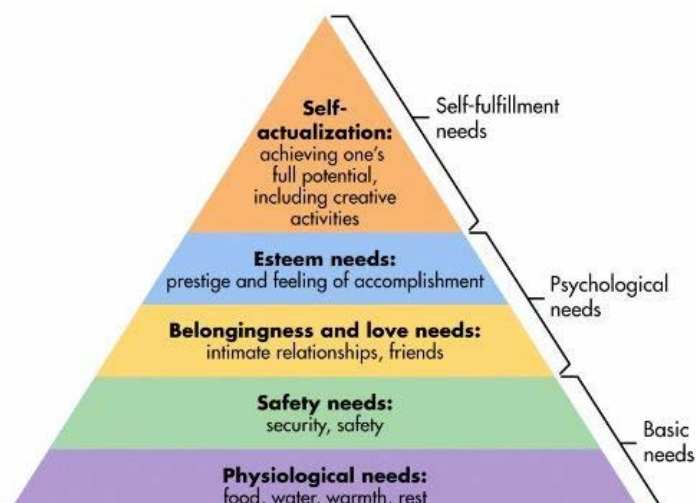 Self-
actualization:
achieving one's
full potential,
including creative
activities
Self-fulfillment
needs
Esteem needs:
prestige and feeling of accomplishment
Belongingness and love needs:
intimate relationships, friends
Psychological
needs
Safety needs:
security, safety
Physiological needs:
food, water, warmth, rest
Basic
needs